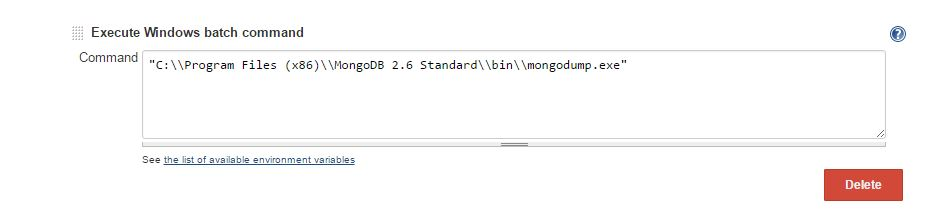 Execute Windows batch command
Command
"C:\\Program Files (x86)\\MongoDB 2.6 Standard\\bin\\mongodump.exe"
See the list of available environment variables
Delete